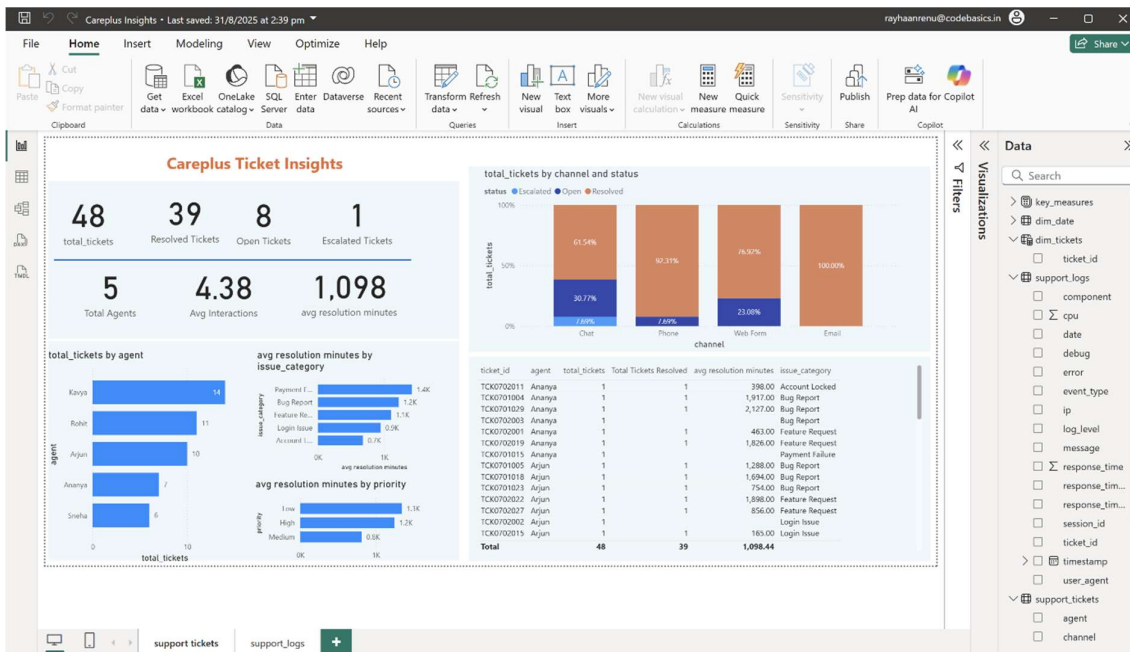 Careplus Insights • Last saved: 31/8/2025 at 2:39 pm
rayhaanrenu@codebasics.in
File Home Insert Modeling View Optimize Help
Share
Paste
Cut
Copy
Format painter
Clipboard
Get data
Excel workbook
OneLake catalog
SQL Server
Enter data
Dataverse
Recent sources
Data
Transform data
Refresh
Queries
New visual
Text box
More visuals
Insert
New visual calculation
New measure
Quick measure
Calculations
Sensitivity
Sensitivity
Publish
Share
Prep data for AI
Copilot
Copilot
Careplus Ticket Insights
48
total_tickets
39
Resolved Tickets
8
Open Tickets
1
Escalated Tickets
5
Total Agents
4.38
Avg Interactions
1,098
avg resolution minutes
total_tickets by channel and status
status Escalated Open Resolved
total_tickets
100%
50%
0%
61.54%
30.77%
7.69%
92.31%
7.69%
76.92%
23.08%
100.00%
Chat Phone Web Form Email
channel
total_tickets by agent
agent
Kavya 14
Rohit 11
Arjun 10
Ananya 7
Sneha 6
0 10
total_tickets
avg resolution minutes by issue_category
issue_category
Payment F... 1.4K
Bug Report 1.2K
Feature Re... 1.1K
Login Issue 0.9K
Account L... 0.7K
0K 1K
avg resolution minutes
avg resolution minutes by priority
priority
Low 1.1K
High 1.2K
Medium 0.8K
0K 1K
ticket_id agent total_tickets Total Tickets Resolved avg resolution minutes issue_category
TCK0702011 Ananya 1 1 398.00 Account Locked
TCK0701004 Ananya 1 1 1,917.00 Bug Report
TCK0701029 Ananya 1 1 2,127.00 Bug Report
TCK0702003 Ananya 1 Bug Report
TCK0702001 Ananya 1 1 463.00 Feature Request
TCK0702019 Ananya 1 1 1,826.00 Feature Request
TCK0701015 Ananya 1 Payment Failure
TCK0701005 Arjun 1 1 1,288.00 Bug Report
TCK0701018 Arjun 1 1 1,694.00 Bug Report
TCK0701023 Arjun 1 1 754.00 Bug Report
TCK0702022 Arjun 1 1 1,898.00 Feature Request
TCK0702027 Arjun 1 1 856.00 Feature Request
TCK0702002 Arjun 1 Login Issue
TCK0702015 Arjun 1 1 165.00 Login Issue
Total 48 39 1,098.44
Filters
Visualizations
Data
Search
key_measures
dim_date
dim_tickets
ticket_id
support_logs
component
cpu
date
debug
error
event_type
ip
log_level
message
response_time
response_tim...
response_tim...
session_id
ticket_id
timestamp
user_agent
support_tickets
agent
channel
support tickets
support_logs